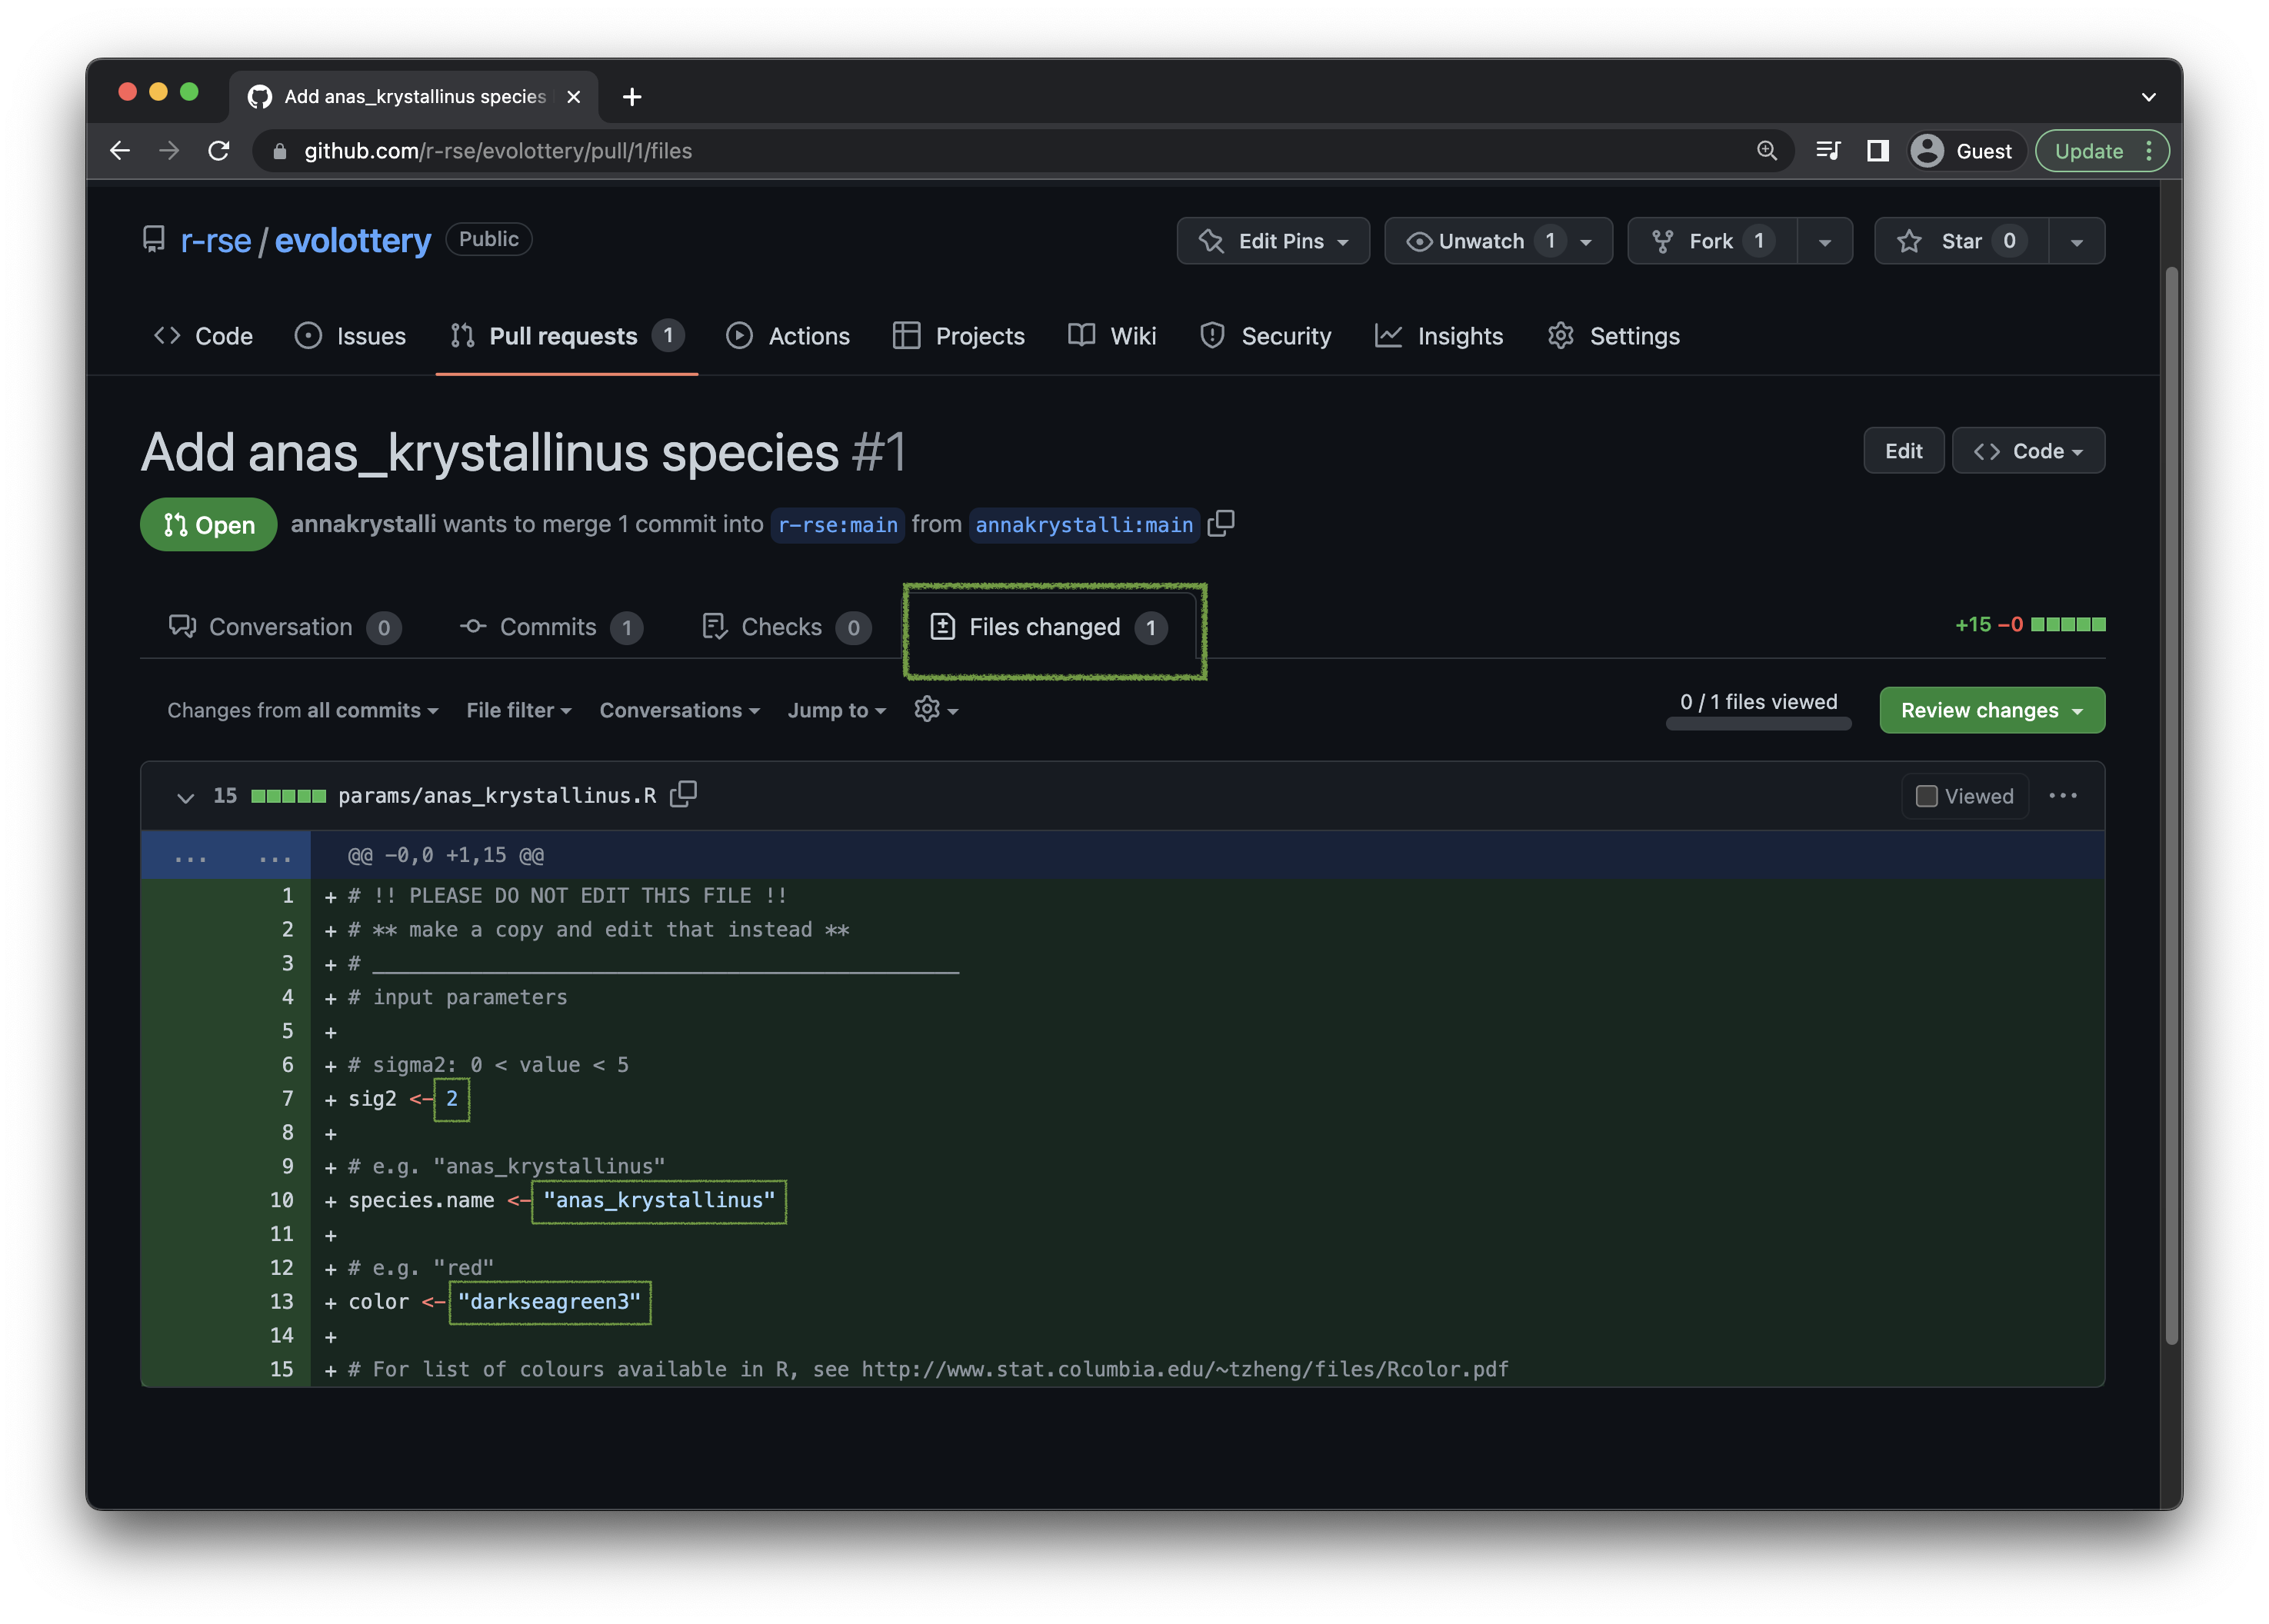 Add anas_krystallinus species
github.com/r-rse/evolottery/pull/1/files
Guest
Update
r-rse / evolottery Public
Edit Pins
Unwatch 1
Fork 1
Star 0
Code
Issues
Pull requests 1
Actions
Projects
Wiki
Security
Insights
Settings
Add anas_krystallinus species #1
Edit
Code
Open
annakrystalli wants to merge 1 commit into r-rse:main from annakrystalli:main
Conversation 0
Commits 1
Checks 0
Files changed 1
+15 −0
Changes from all commits
File filter
Conversations
Jump to
0 / 1 files viewed
Review changes
15 params/anas_krystallinus.R
Viewed
... ... @@ -0,0 +1,15 @@
1 + # !! PLEASE DO NOT EDIT THIS FILE !!
2 + # ** make a copy and edit that instead **
3 + # ________________________________________________
4 + # input parameters
5 +
6 + # sigma2: 0 < value < 5
7 + sig2 <- 2
8 +
9 + # e.g. "anas_krystallinus"
10 + species.name <- "anas_krystallinus"
11 +
12 + # e.g. "red"
13 + color <- "darkseagreen3"
14 +
15 + # For list of colours available in R, see http://www.stat.columbia.edu/~tzheng/files/Rcolor.pdf